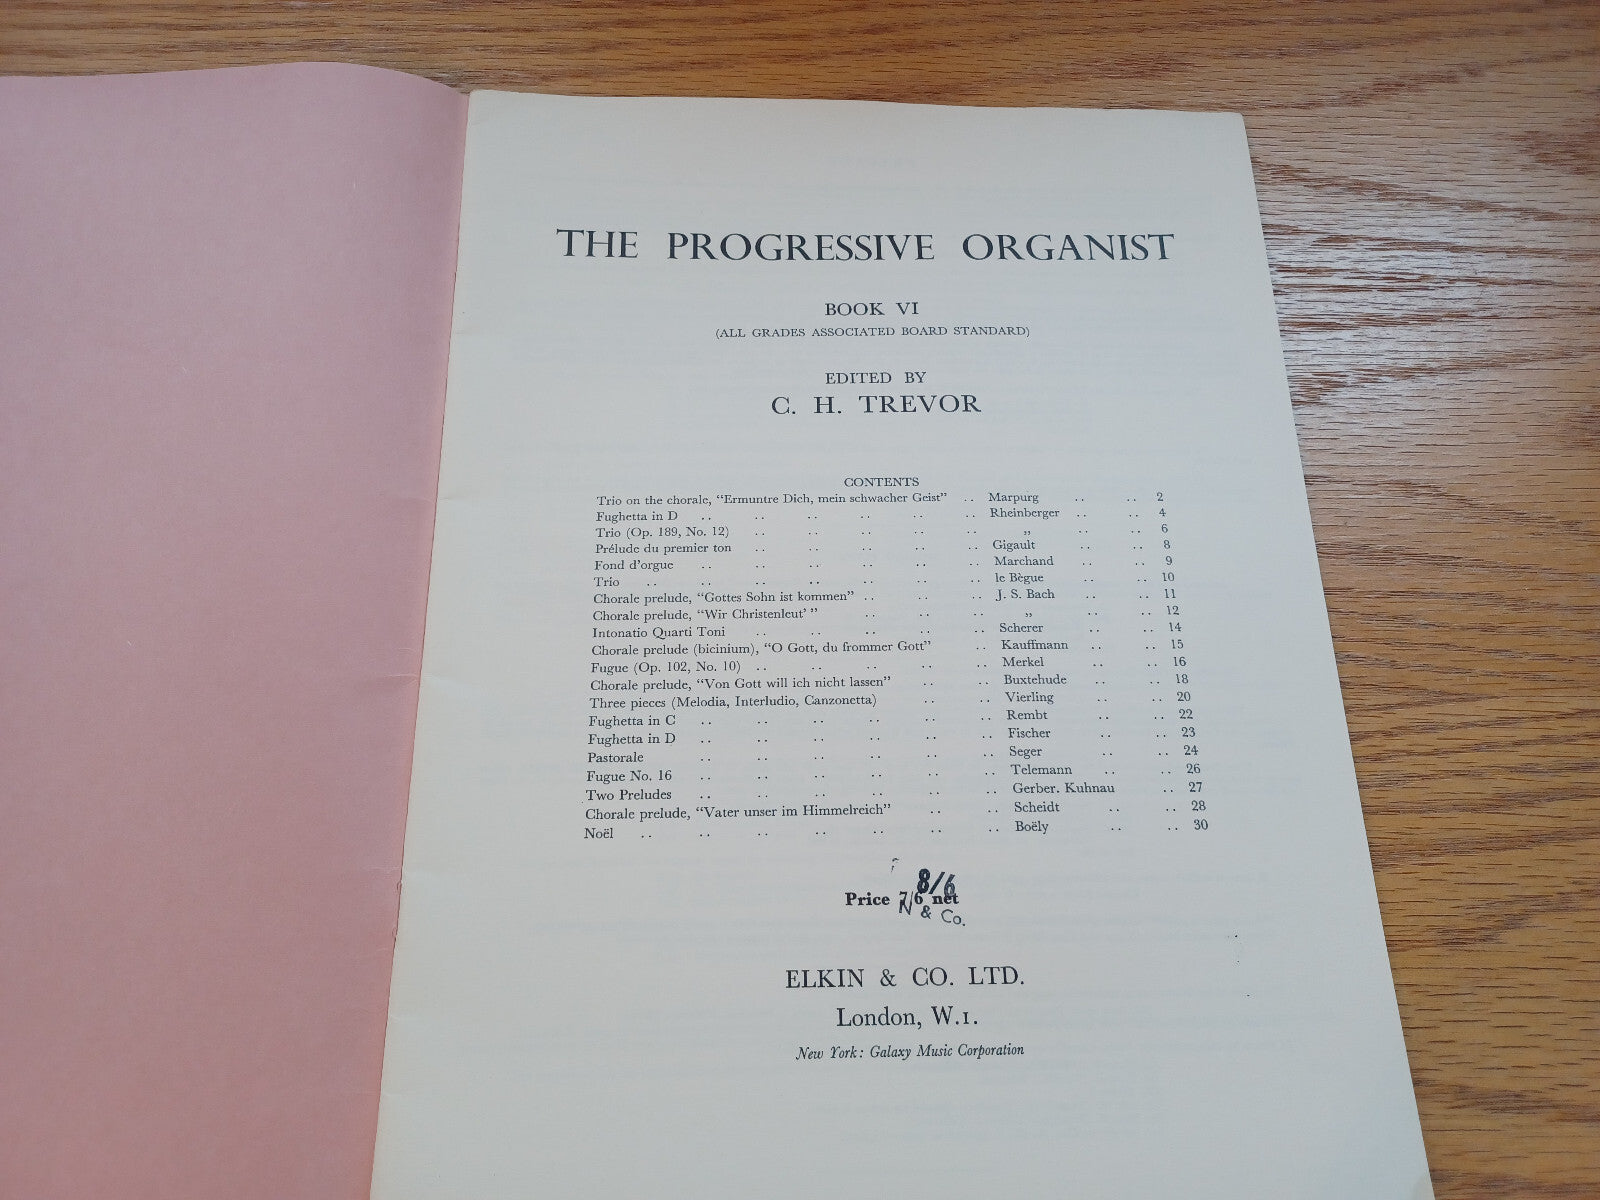 THE PROGRESSIVE ORGANIST
BOOK VI
(ALL GRADES ASSOCIATED BOARD STANDARD)
EDITED BY
C. H. TREVOR
CONTENTS
Trio on the chorale, “Ermuntre Dich, mein schwacher Geist” .. Marpurg .. .. 2
Fughetta in D .. .. .. .. .. .. Rheinberger .. .. 4
Trio (Op. 189, No. 12) .. .. .. .. .. „ .. .. 6
Prélude du premier ton .. .. .. .. .. Gigault .. .. 8
Fond d'orgue .. .. .. .. .. .. Marchand .. .. 9
Trio .. .. .. .. .. .. .. le Bègue .. .. 10
Chorale prelude, “Gottes Sohn ist kommen” .. .. .. J. S. Bach .. .. 11
Chorale prelude, “Wir Christenleut' ” .. .. .. „ .. .. 12
Intonatio Quarti Toni .. .. .. .. .. Scherer .. .. 14
Chorale prelude (bicinium), “O Gott, du frommer Gott” .. Kauffmann .. .. 15
Fugue (Op. 102, No. 10) .. .. .. .. .. Merkel .. .. 16
Chorale prelude, “Von Gott will ich nicht lassen” .. .. Buxtehude .. .. 18
Three pieces (Melodia, Interludio, Canzonetta) .. .. Vierling .. .. 20
Fughetta in C .. .. .. .. .. .. Rembt .. .. 22
Fughetta in D .. .. .. .. .. .. Fischer .. .. 23
Pastorale .. .. .. .. .. .. Seger .. .. 24
Fugue No. 16 .. .. .. .. .. .. Telemann .. .. 26
Two Preludes .. .. .. .. .. .. Gerber. Kuhnau .. 27
Chorale prelude, “Vater unser im Himmelreich” .. .. Scheidt .. .. 28
Noël .. .. .. .. .. .. .. Boëly .. .. 30
8/6
Price 7/6 net
N & Co.
ELKIN & CO. LTD.
London, W.1.
New York: Galaxy Music Corporation